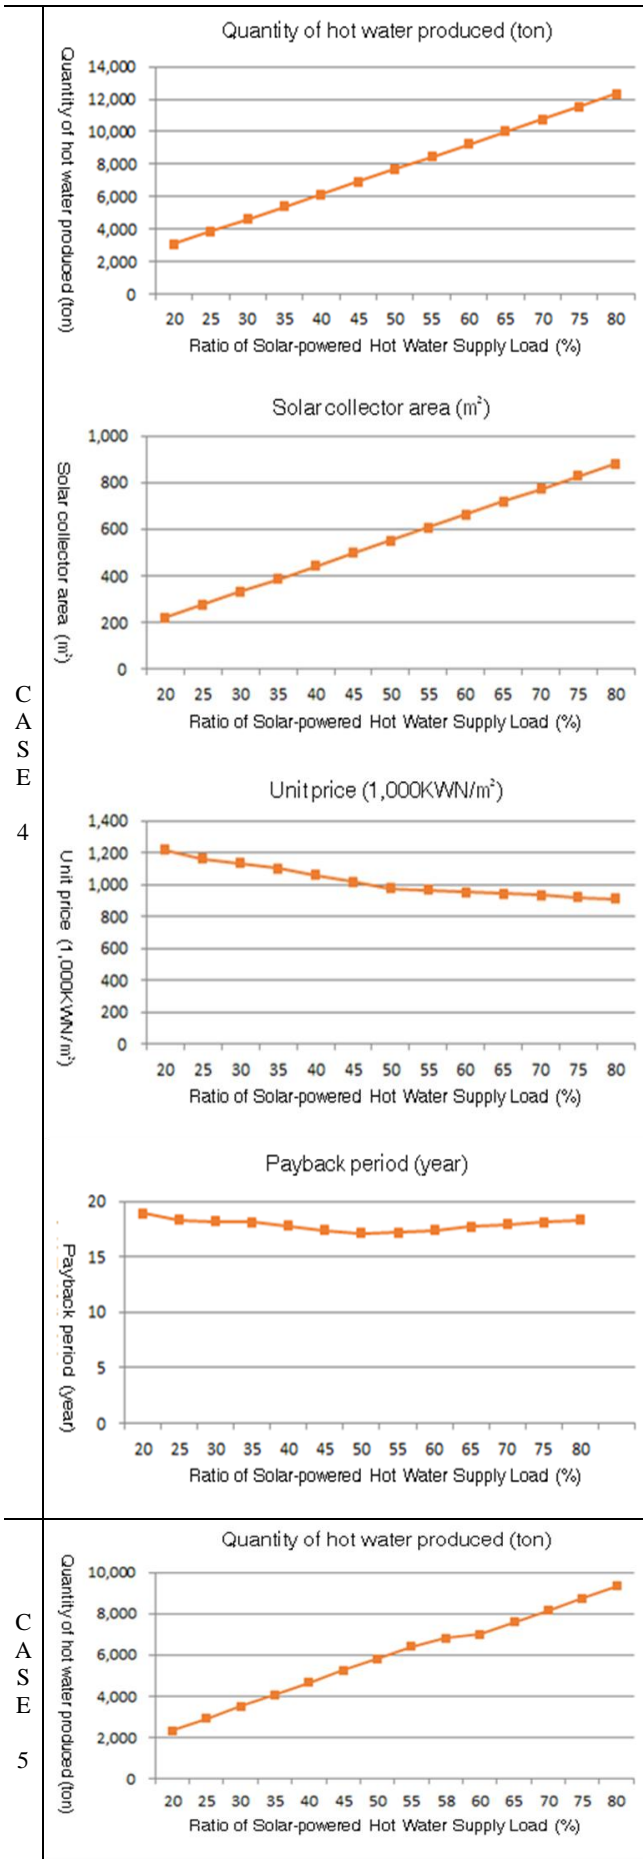 C
A
S
E
4
Quantity of hot water produced (ton)
Quantity of hot water produced (ton)
14,000
12,000
10,000
8,000
6,000
4,000
2,000
0
20 25 30 35 40 45 50 55 60 65 70 75 80
Ratio of Solar-powered Hot Water Supply Load (%)
Solar collector area (m²)
Solar collector area (m²)
1,000
800
600
400
200
0
20 25 30 35 40 45 50 55 60 65 70 75 80
Ratio of Solar-powered Hot Water Supply Load (%)
Unit price (1,000KWN/m²)
Unit price (1,000KWN/m²)
1,400
1,200
1,000
800
600
400
200
0
20 25 30 35 40 45 50 55 60 65 70 75 80
Ratio of Solar-powered Hot Water Supply Load (%)
Payback period (year)
Payback period (year)
20
15
10
5
0
20 25 30 35 40 45 50 55 60 65 70 75 80
Ratio of Solar-powered Hot Water Supply Load (%)
C
A
S
E
5
Quantity of hot water produced (ton)
Quantity of hot water produced (ton)
10,000
8,000
6,000
4,000
2,000
0
20 25 30 35 40 45 50 55 58 60 65 70 75 80
Ratio of Solar-powered Hot Water Supply Load (%)